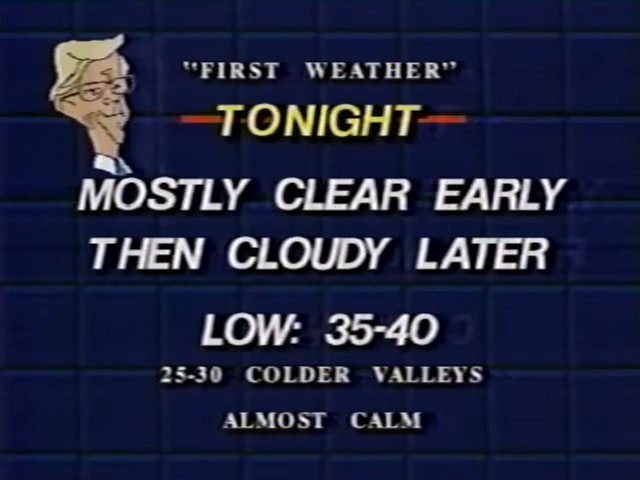 "FIRST WEATHER"
TONIGHT
MOSTLY CLEAR EARLY
THEN CLOUDY LATER
LOW: 35-40
25-30 COLDER VALLEYS
ALMOST CALM